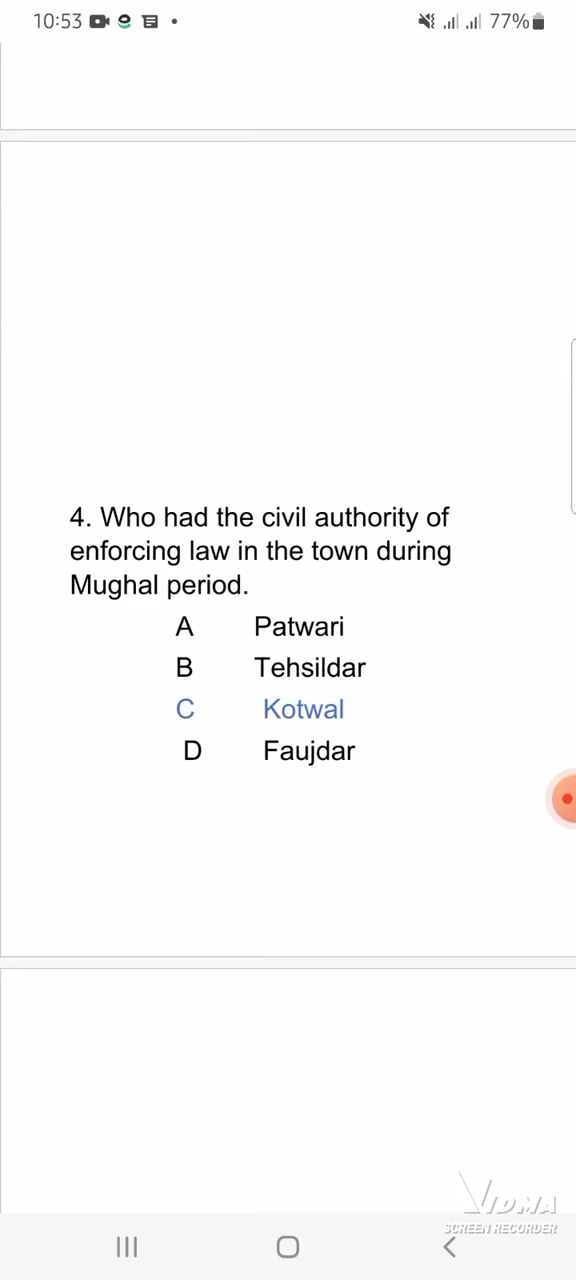 10:53 77%
4. Who had the civil authority of
enforcing law in the town during
Mughal period.
A Patwari
B Tehsildar
C Kotwal
D Faujdar
VIDMA
SCREEN RECORDER